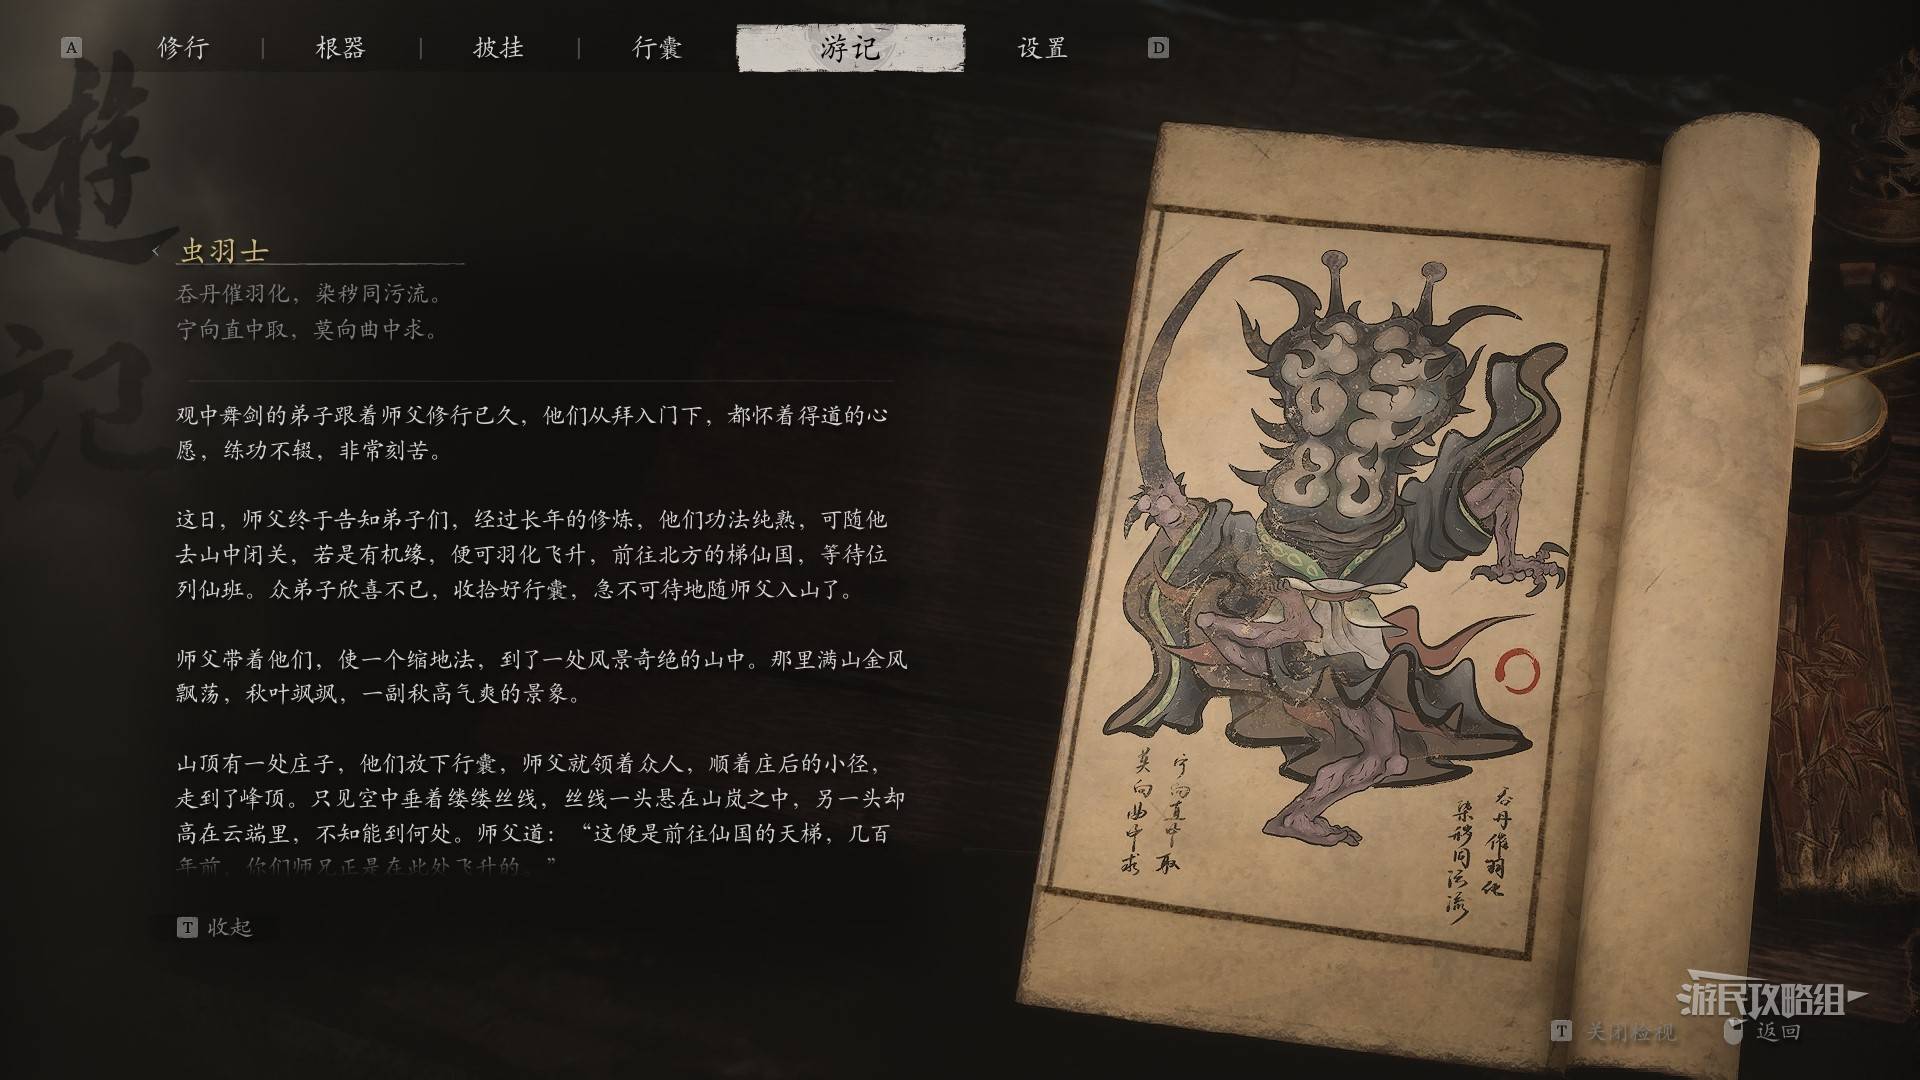 A 修行 | 根器 | 披挂 | 行囊 游记 设置 D
遊記
虫羽士
吞丹催羽化，染秽同污流。
宁向直中取，莫向曲中求。
观中舞剑的弟子跟着师父修行已久，他们从拜入门下，都怀着得道的心
愿，练功不辍，非常刻苦。
这日，师父终于告知弟子们，经过长年的修炼，他们功法纯熟，可随他
去山中闭关，若是有机缘，便可羽化飞升，前往北方的梯仙国，等待位
列仙班。众弟子欣喜不已，收拾好行囊，急不可待地随师父入山了。
师父带着他们，使一个缩地法，到了一处风景奇绝的山中。那里满山金风
飘荡，秋叶飒飒，一副秋高气爽的景象。
山顶有一处庄子，他们放下行囊，师父就领着众人，顺着庄后的小径，
走到了峰顶。只见空中垂着缕缕丝线，丝线一头悬在山岚之中，另一头却
高在云端里，不知能到何处。师父道：“这便是前往仙国的天梯，几百
年前，你们师兄正是在此处飞升的。”
T 收起
吞丹催羽化
染秽同污流
宁向直中取
莫向曲中求
游民攻略组
T 关闭检视 返回